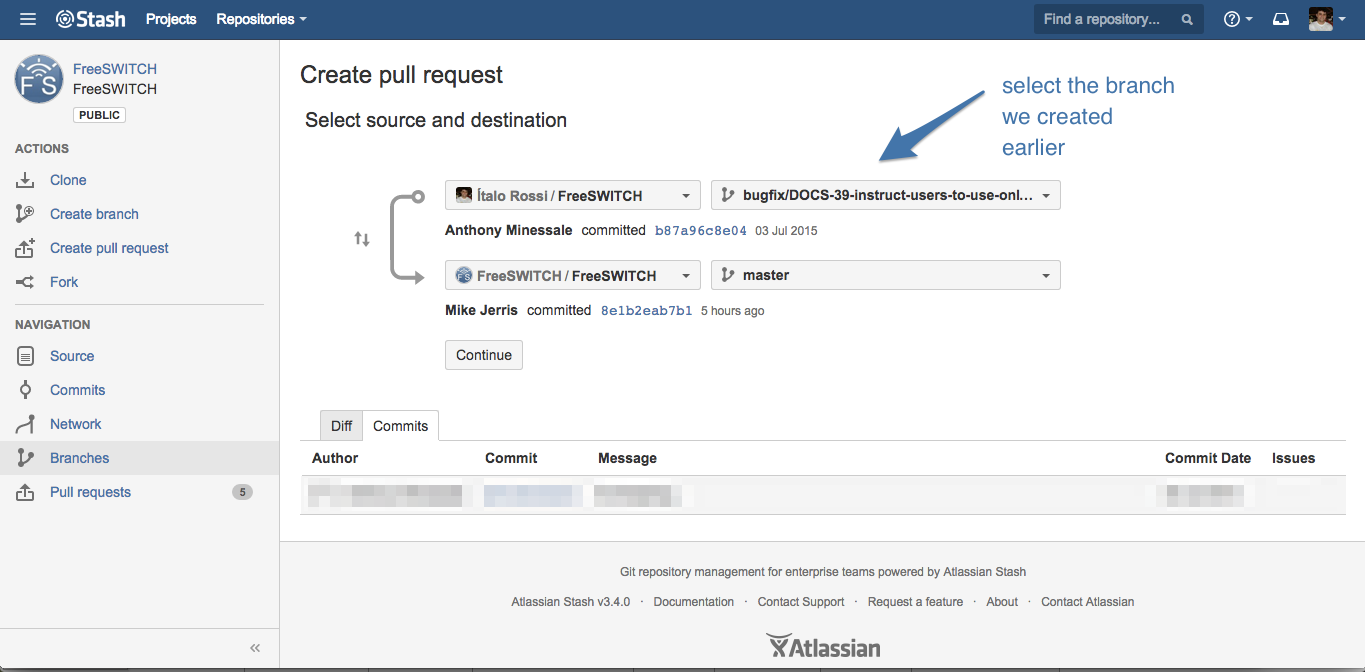 Stash Projects Repositories Find a repository...
FreeSWITCH
FreeSWITCH
PUBLIC
ACTIONS
Clone
Create branch
Create pull request
Fork
NAVIGATION
Source
Commits
Network
Branches
Pull requests 5
Create pull request
Select source and destination
select the branch
we created
earlier
Ítalo Rossi / FreeSWITCH bugfix/DOCS-39-instruct-users-to-use-onl...
Anthony Minessale committed b87a96c8e04 03 Jul 2015
FreeSWITCH / FreeSWITCH master
Mike Jerris committed 8e1b2eab7b1 5 hours ago
Continue
Diff Commits
Author Commit Message Commit Date Issues
Git repository management for enterprise teams powered by Atlassian Stash
Atlassian Stash v3.4.0 · Documentation · Contact Support · Request a feature · About · Contact Atlassian
Atlassian